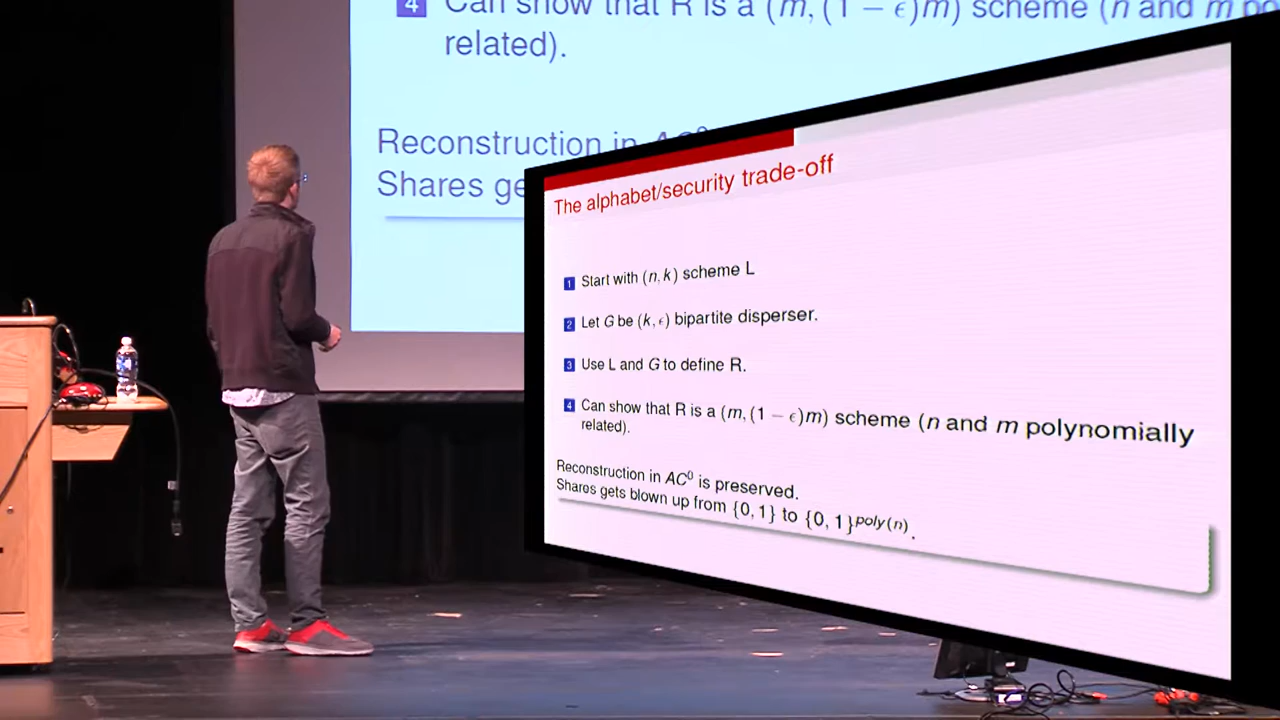 4 Can show that R is a (m, (1 − ϵ)m) scheme (n and m po
related).
Reconstruction in AC⁰
Shares ge
The alphabet/security trade-off
1 Start with (n, k) scheme L
2 Let G be (k, ϵ) bipartite disperser.
3 Use L and G to define R.
4 Can show that R is a (m, (1 − ϵ)m) scheme (n and m polynomially
related).
Reconstruction in AC⁰ is preserved.
Shares gets blown up from {0, 1} to {0, 1}^poly(n).